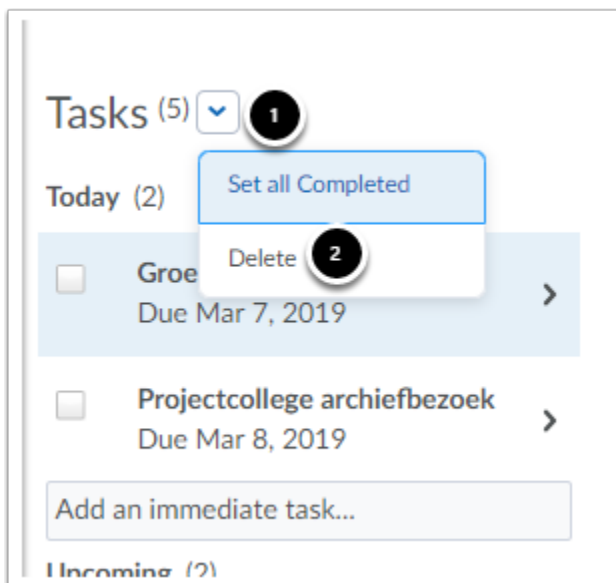 Tasks (5) 1
Set all Completed
Today (2)
Delete 2
Groe
Due Mar 7, 2019
Projectcollege archiefbezoek
Due Mar 8, 2019
Add an immediate task...
Upcoming (2)